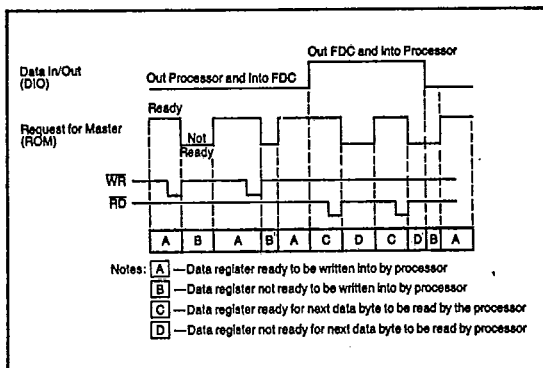 Out FDC and Into Processor
Data In/Out
(DIO)
Out Processor and Into FDC
Ready
Request for Master
(ROM)
Not
Ready
WR
RD
A B A B A C D C D B A
Notes: A — Data register ready to be written into by processor
B — Data register not ready to be written into by processor
C — Data register ready for next data byte to be read by the processor
D — Data register not ready for next data byte to be read by processor